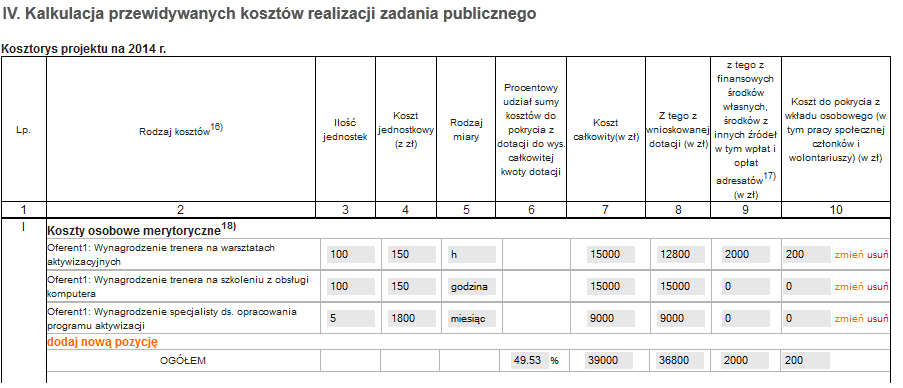 IV. Kalkulacja przewidywanych kosztów realizacji zadania publicznego
Kosztorys projektu na 2014 r.
Lp.
Rodzaj kosztów16)
Ilość
jednostek
Koszt
jednostkowy
(z zł)
Rodzaj
miary
Procentowy
udział sumy
kosztów do
pokrycia z
dotacji do wys.
całkowitej
kwoty dotacji
Koszt
całkowity(w zł)
Z tego z
wnioskowanej
dotacji (w zł)
z tego z
finansowych
środków
własnych,
środków z
innych źródeł
w tym wpłat i
opłat
adresatów17)
(w zł)
Koszt do pokrycia z
wkładu osobowego (w
tym pracy społecznej
członków i
wolontariuszy) (w zł)
1 2 3 4 5 6 7 8 9 10
I Koszty osobowe merytoryczne18)
Oferent1: Wynagrodzenie trenera na warsztatach
aktywizacyjnych
100 150 h 15000 12800 2000 200 zmień usuń
Oferent1: Wynagrodzenie trenera na szkoleniu z obsługi
komputera
100 150 godzina 15000 15000 0 0 zmień usuń
Oferent1: Wynagrodzenie specjalisty ds. opracowania
programu aktywizacji
5 1800 miesiąc 9000 9000 0 0 zmień usuń
dodaj nową pozycję
OGÓŁEM 49.53 % 39000 36800 2000 200